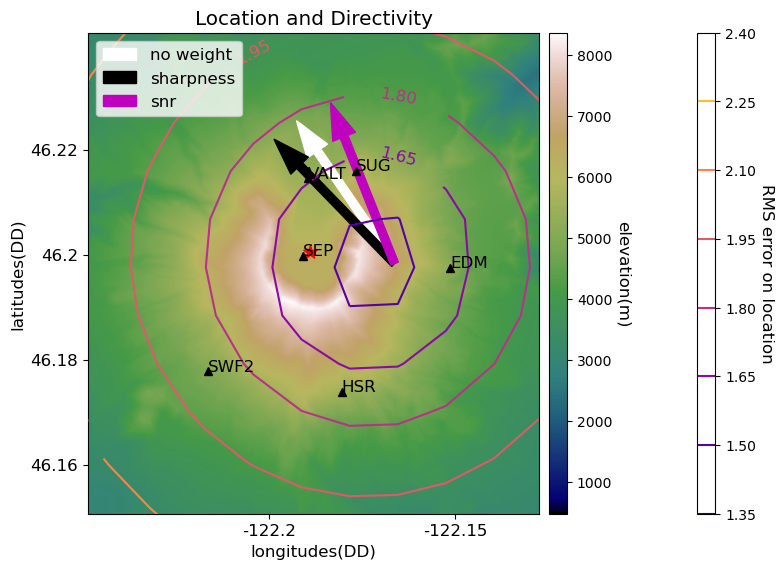 Location and Directivity
no weight
sharpness
snr
1.95
1.80
1.65
SUG
VALT
SEP
EDM
SWF2
HSR
46.22
46.2
46.18
46.16
latitudes(DD)
-122.2
-122.15
longitudes(DD)
8000
7000
6000
5000
4000
3000
2000
1000
elevation(m)
2.40
2.25
2.10
1.95
1.80
1.65
1.50
1.35
RMS error on location